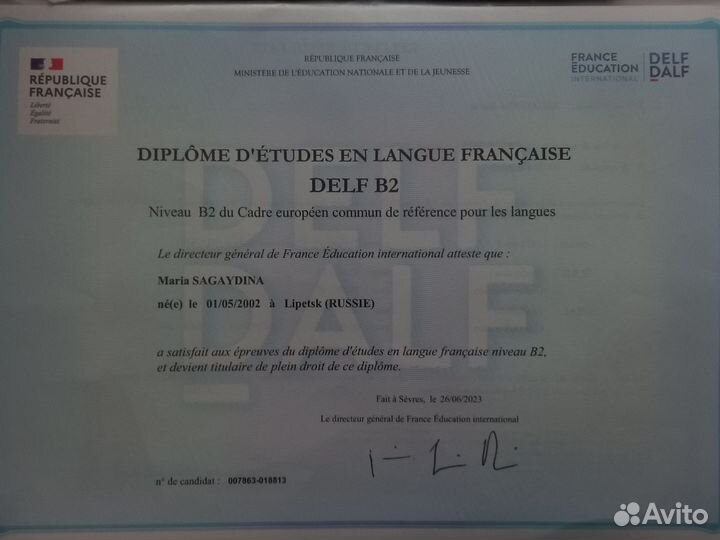 RÉPUBLIQUE FRANÇAISE
MINISTERE DE L'ÉDUCATION NATIONALE ET DE LA JEUNESSE
RÉPUBLIQUE
FRANÇAISE
Liberté
Égalité
Fraternité
FRANCE
ÉDUCATION
INTERNATIONAL
DELF
DALF
DIPLÔME D'ÉTUDES EN LANGUE FRANÇAISE
DELF B2
Niveau B2 du Cadre européen commun de référence pour les langues
Le directeur général de France Éducation international atteste que :
Maria SAGAYDINA
né(e) le 01/05/2002 à Lipetsk (RUSSIE)
DELF
DALF
a satisfait aux épreuves du diplôme d'études en langue française niveau B2,
et devient titulaire de plein droit de ce diplôme.
Fait à Sèvres, le 26/06/2023
Le directeur général de France Éducation international
n° de candidat : 007863-018813
Avito